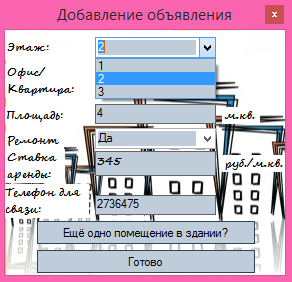 Добавление объявления
x
Этаж: 2
1
Офис/ 2
Квартира: 3
Площадь: 4 м.кв.
Ремонт Да
Ставка 345
аренды: руб./м.кв.
Телефон для 2736475
связи:
Ещё одно помещение в здании?
Готово